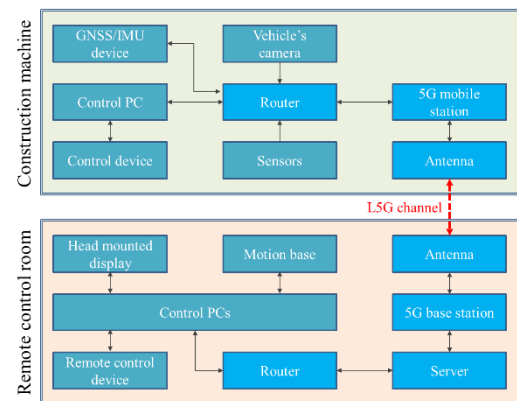 Construction machine
GNSS/IMU
device
Vehicle's
camera
Control PC
Router
5G mobile
station
Control device
Sensors
Antenna
L5G channel
Remote control room
Head mounted
display
Motion base
Antenna
Control PCs
5G base station
Remote control
device
Router
Server